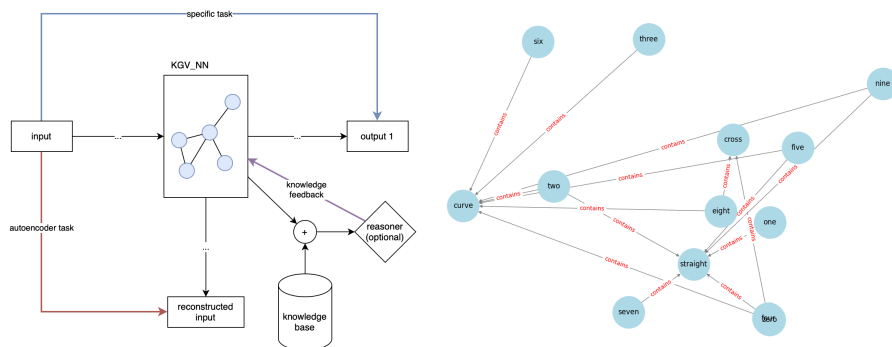 specific task
KGV_NN
input
...
...
output 1
knowledge
feedback
autoencoder task
...
+
reasoner
(optional)
reconstructed
input
knowledge
base
six
three
nine
contains
contains
cross
five
contains
contains
contains
contains
two
contains
contains
curve
contains
eight
one
contains
contains
contains
contains
contains
straight
contains
contains
contains
seven
zero